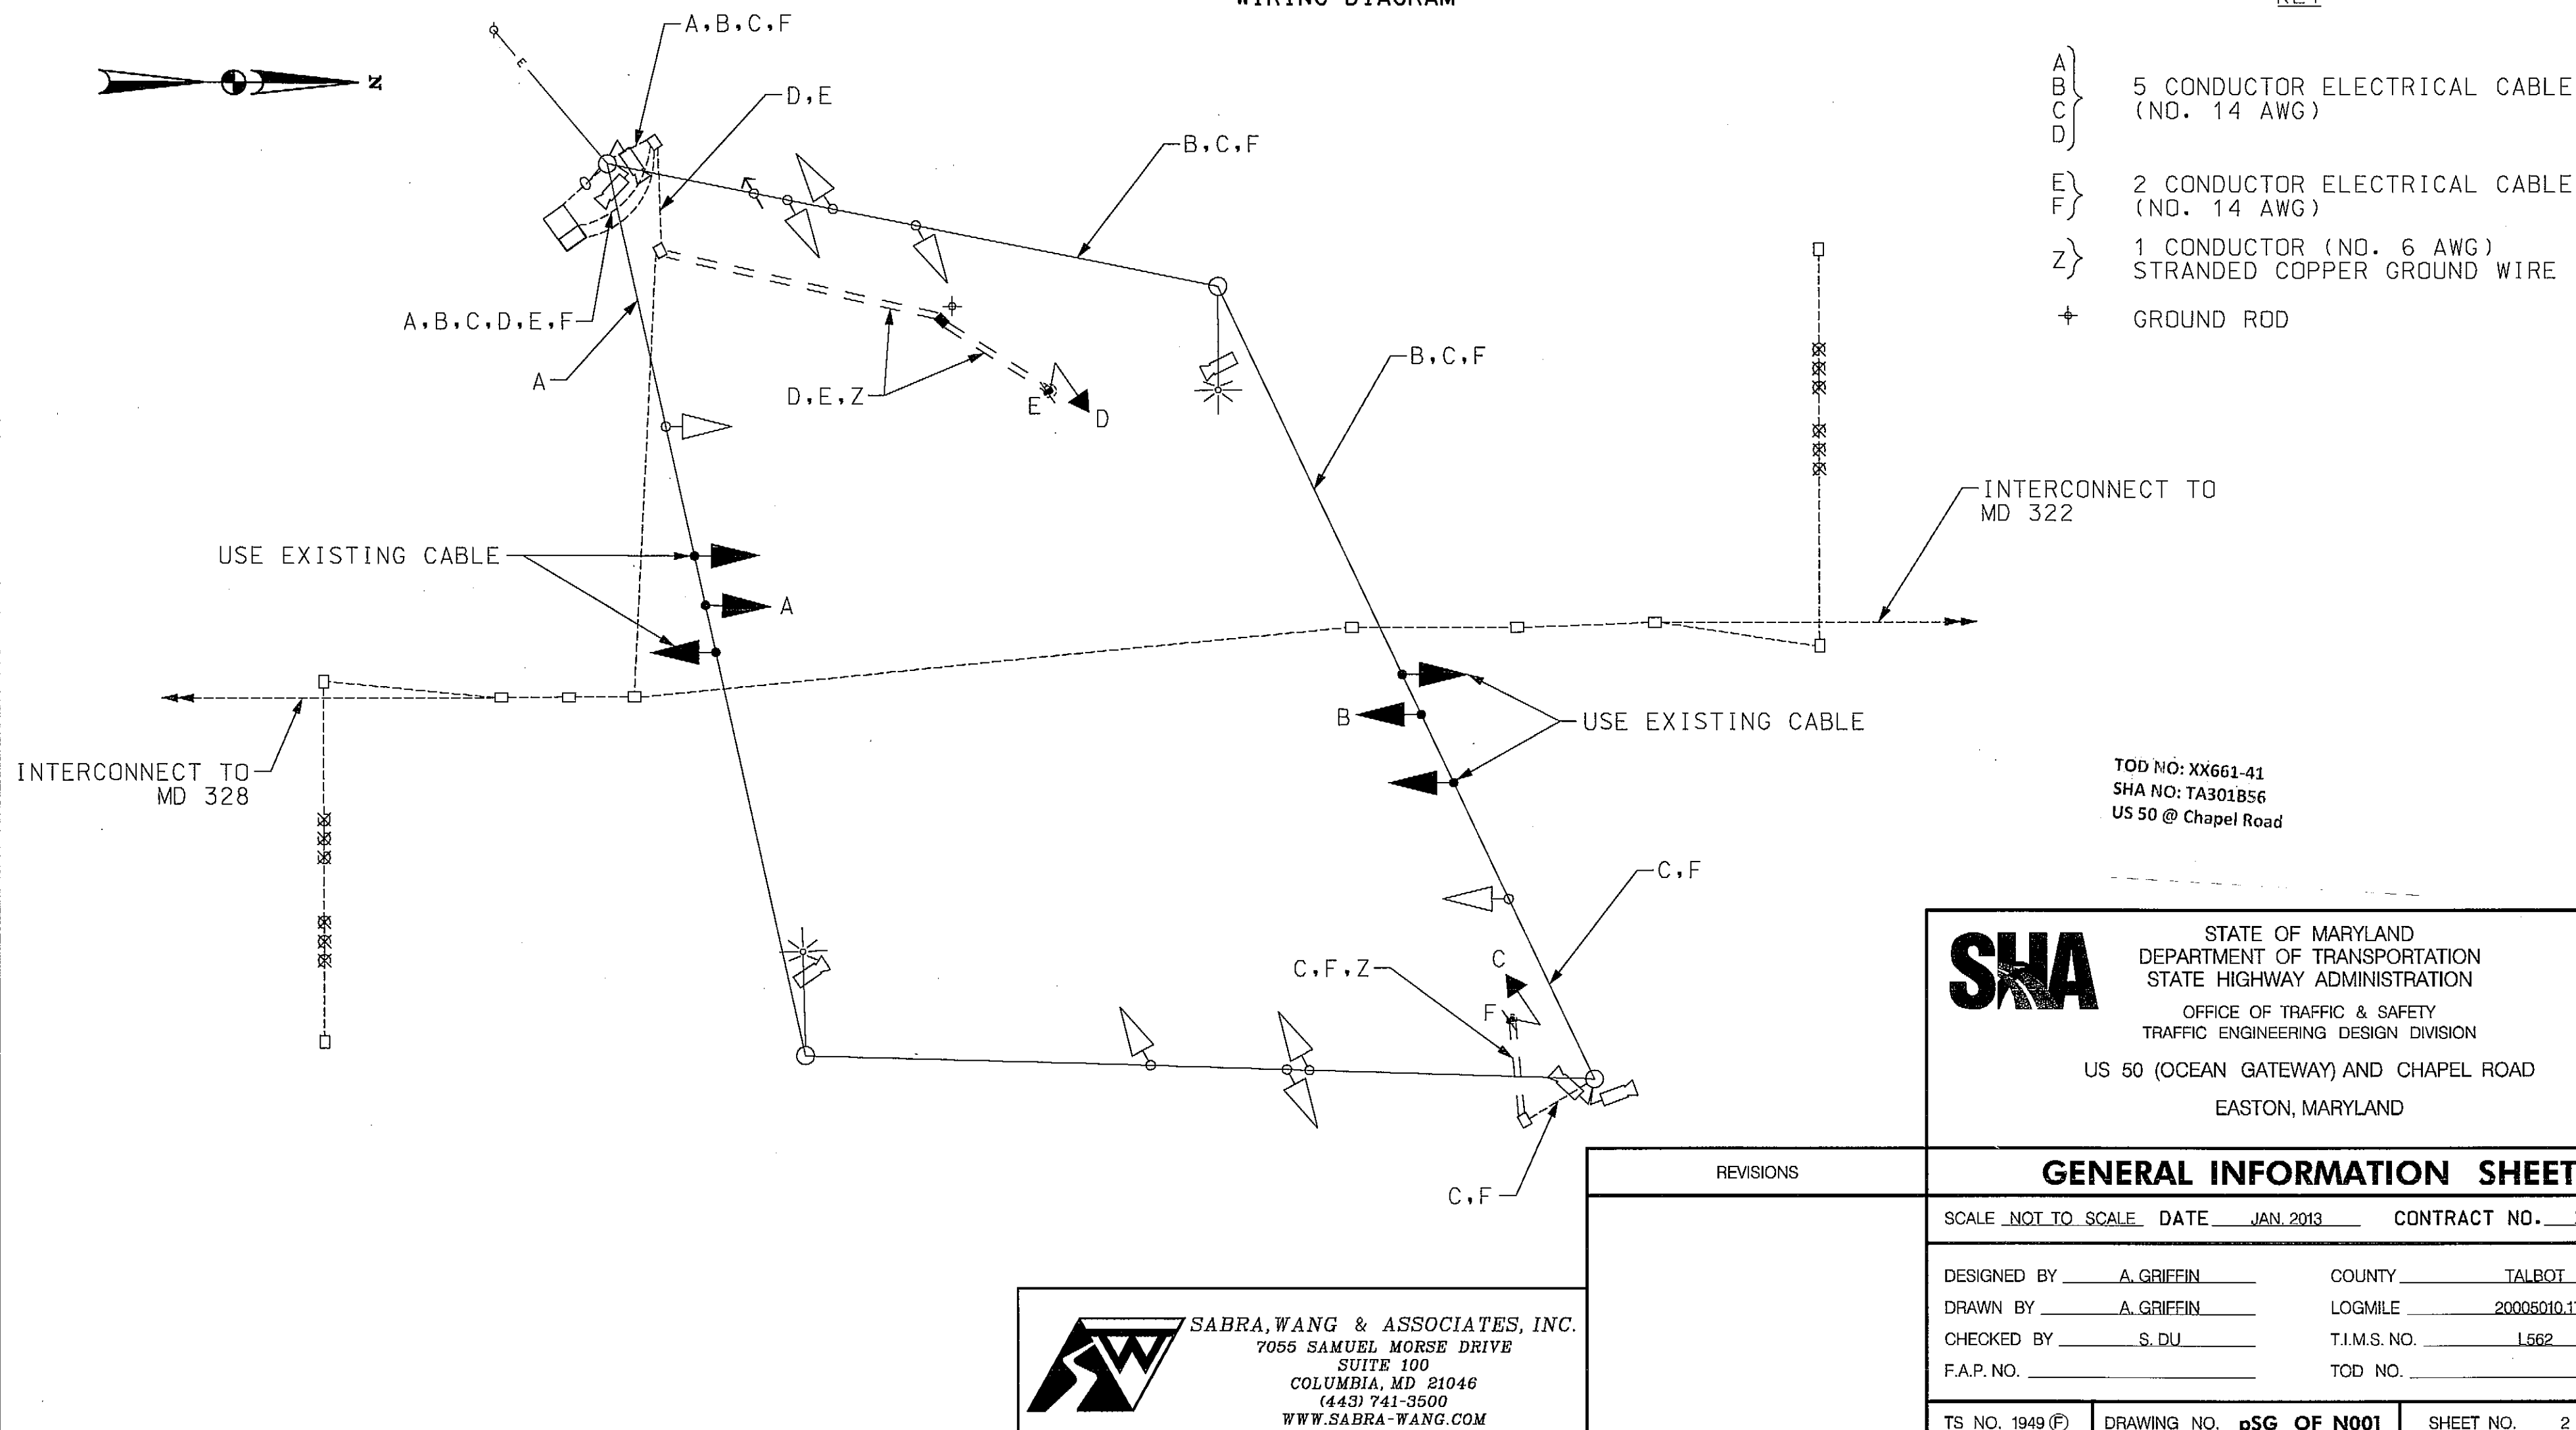 WIRING DIAGRAM
KEY
A
B
C
D
5 CONDUCTOR ELECTRICAL CABLE
(NO. 14 AWG)
E
F
2 CONDUCTOR ELECTRICAL CABLE
(NO. 14 AWG)
Z
1 CONDUCTOR (NO. 6 AWG)
STRANDED COPPER GROUND WIRE
GROUND ROD
N
E
A,B,C,F
D,E
B,C,F
A,B,C,D,E,F
A
D,E,Z
E
D
B,C,F
INTERCONNECT TO
MD 322
USE EXISTING CABLE
A
B
USE EXISTING CABLE
INTERCONNECT TO
MD 328
C,F
C,F,Z
C
F
C,F
TOD NO: XX661-41
SHA NO: TA301B56
US 50 @ Chapel Road
SHA
STATE OF MARYLAND
DEPARTMENT OF TRANSPORTATION
STATE HIGHWAY ADMINISTRATION
OFFICE OF TRAFFIC & SAFETY
TRAFFIC ENGINEERING DESIGN DIVISION
US 50 (OCEAN GATEWAY) AND CHAPEL ROAD
EASTON, MARYLAND
REVISIONS
GENERAL INFORMATION SHEET
SCALE NOT TO SCALE DATE JAN. 2013 CONTRACT NO.
DESIGNED BY A. GRIFFIN COUNTY TALBOT
DRAWN BY A. GRIFFIN LOGMILE 20005010.1
CHECKED BY S. DU T.I.M.S. NO. L562
F.A.P. NO. TOD NO.
TS NO. 1949 (F) DRAWING NO. pSG OF N001 SHEET NO. 2
SABRA, WANG & ASSOCIATES, INC.
7055 SAMUEL MORSE DRIVE
SUITE 100
COLUMBIA, MD 21046
(443) 741-3500
WWW.SABRA-WANG.COM